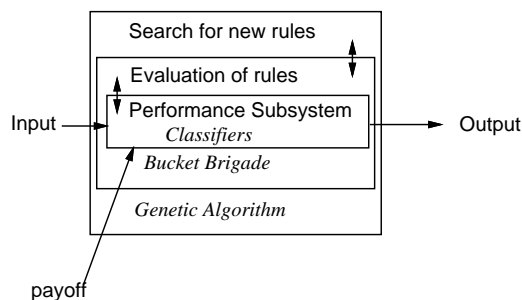 Search for new rules
Evaluation of rules
Performance Subsystem
Input
Classifiers
Output
Bucket Brigade
Genetic Algorithm
payoff